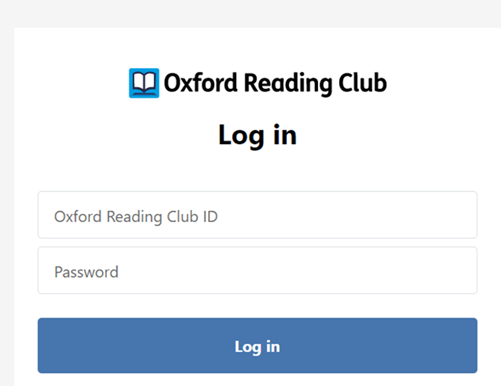 Oxford Reading Club
Log in
Oxford Reading Club ID
Password
Log in